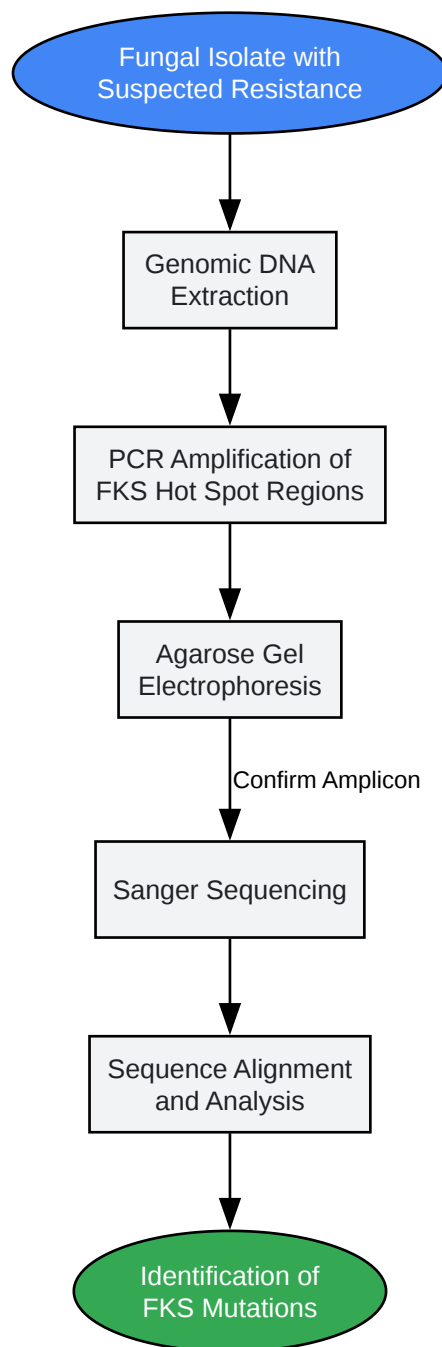 Fungal Isolate with
Suspected Resistance
Genomic DNA
Extraction
PCR Amplification of
FKS Hot Spot Regions
Agarose Gel
Electrophoresis
Confirm Amplicon
Sanger Sequencing
Sequence Alignment
and Analysis
Identification of
FKS Mutations